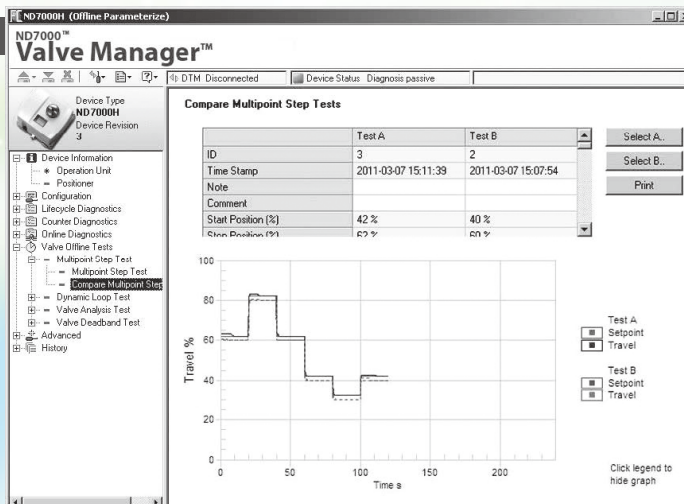 ND7000H (Offline Parameterize)
ND7000™
Valve Manager™
DTM Disconnected
Device Status Diagnosis passive
Device Type
ND7000H
Device Revision
3
Device Information
Operation Unit
Positioner
Configuration
Lifecycle Diagnostics
Counter Diagnostics
Online Diagnostics
Valve Offline Tests
Multipoint Step Test
Multipoint Step Test
Compare Multipoint Step
Dynamic Loop Test
Valve Analysis Test
Valve Deadband Test
Advanced
History
Compare Multipoint Step Tests
Test A Test B
ID 3 2
Time Stamp 2011-03-07 15:11:39 2011-03-07 15:07:54
Note
Comment
Start Position (%) 42 % 40 %
Stop Position (%) 62 % 60 %
Select A..
Select B..
Print
100
80
60
40
20
0
Travel %
0 50 100 150 200
Time s
Test A
Setpoint
Travel
Test B
Setpoint
Travel
Click legend to
hide graph